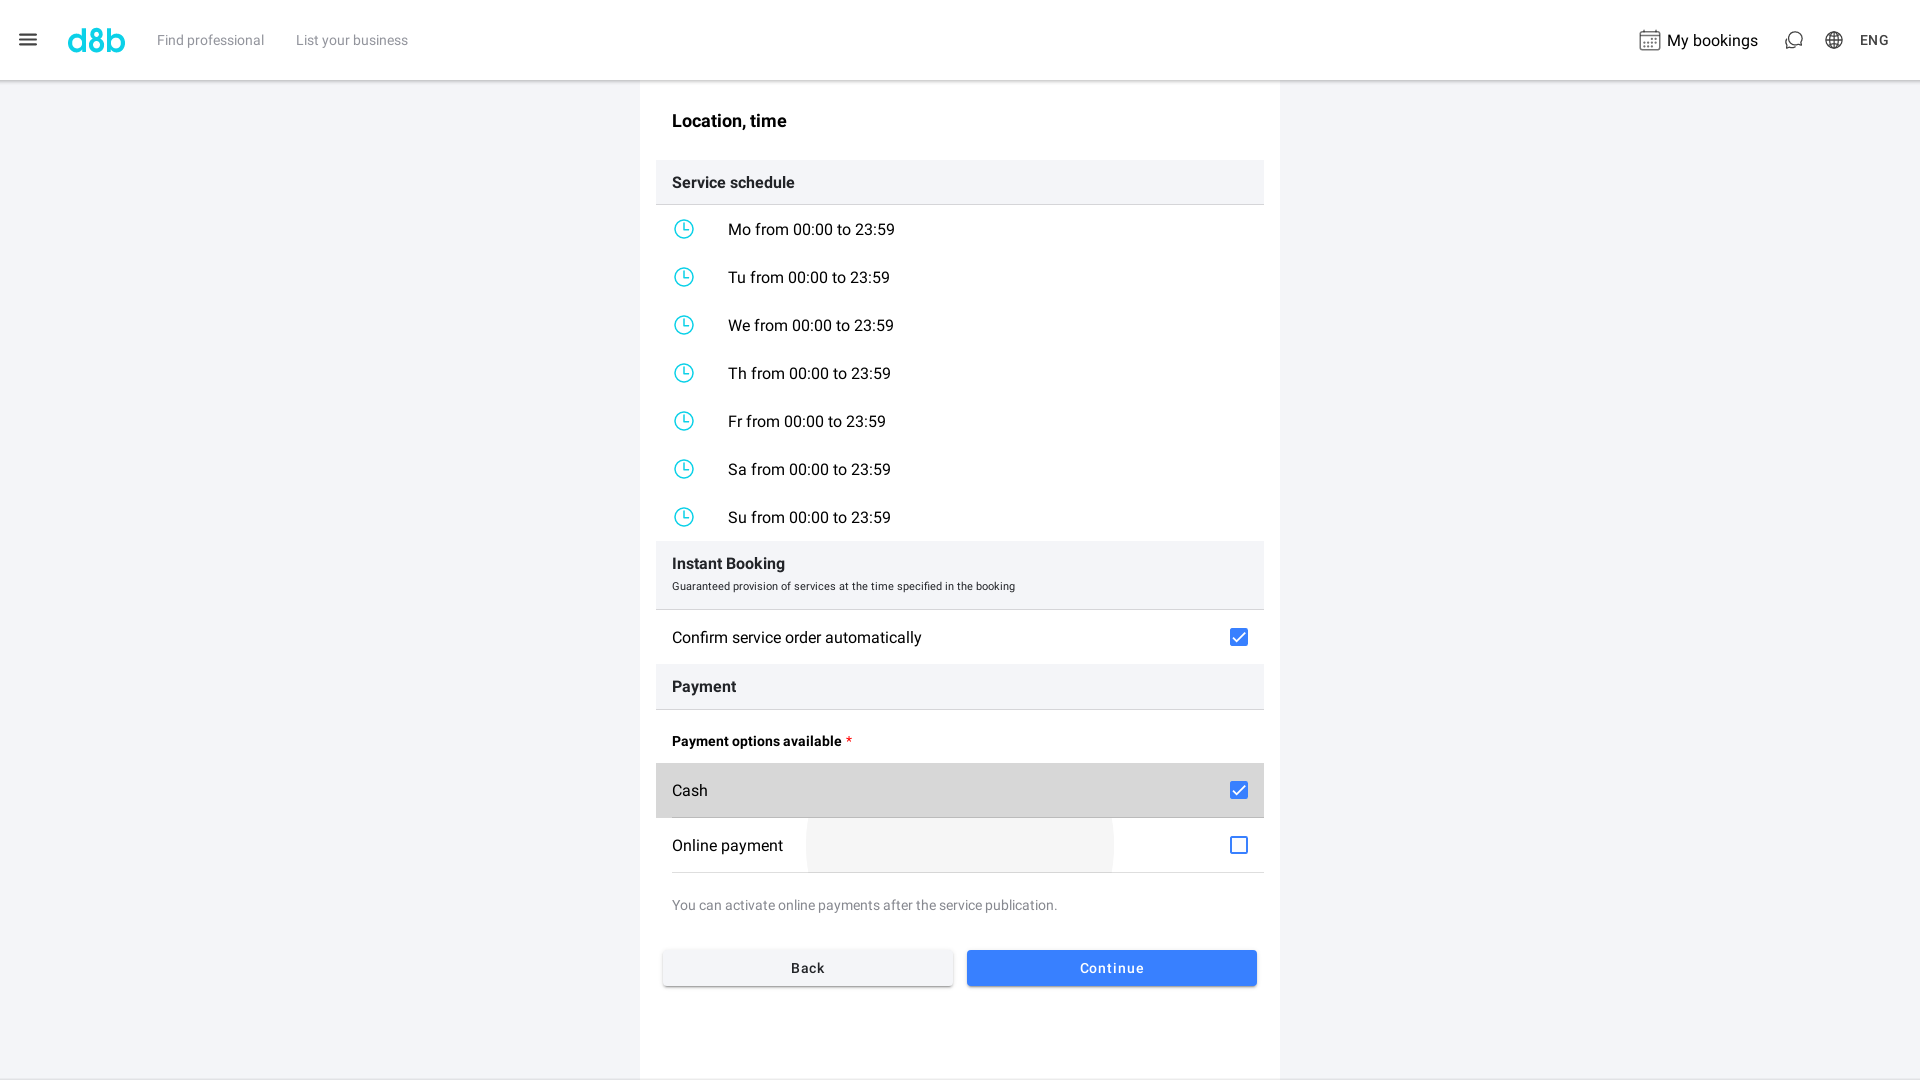 d8b
Find professional
List your business
My bookings
ENG
Location, time
Service schedule
Mo from 00:00 to 23:59
Tu from 00:00 to 23:59
We from 00:00 to 23:59
Th from 00:00 to 23:59
Fr from 00:00 to 23:59
Sa from 00:00 to 23:59
Su from 00:00 to 23:59
Instant Booking
Guaranteed provision of services at the time specified in the booking
Confirm service order automatically
Payment
Payment options available *
Cash
Online payment
You can activate online payments after the service publication.
Back
Continue